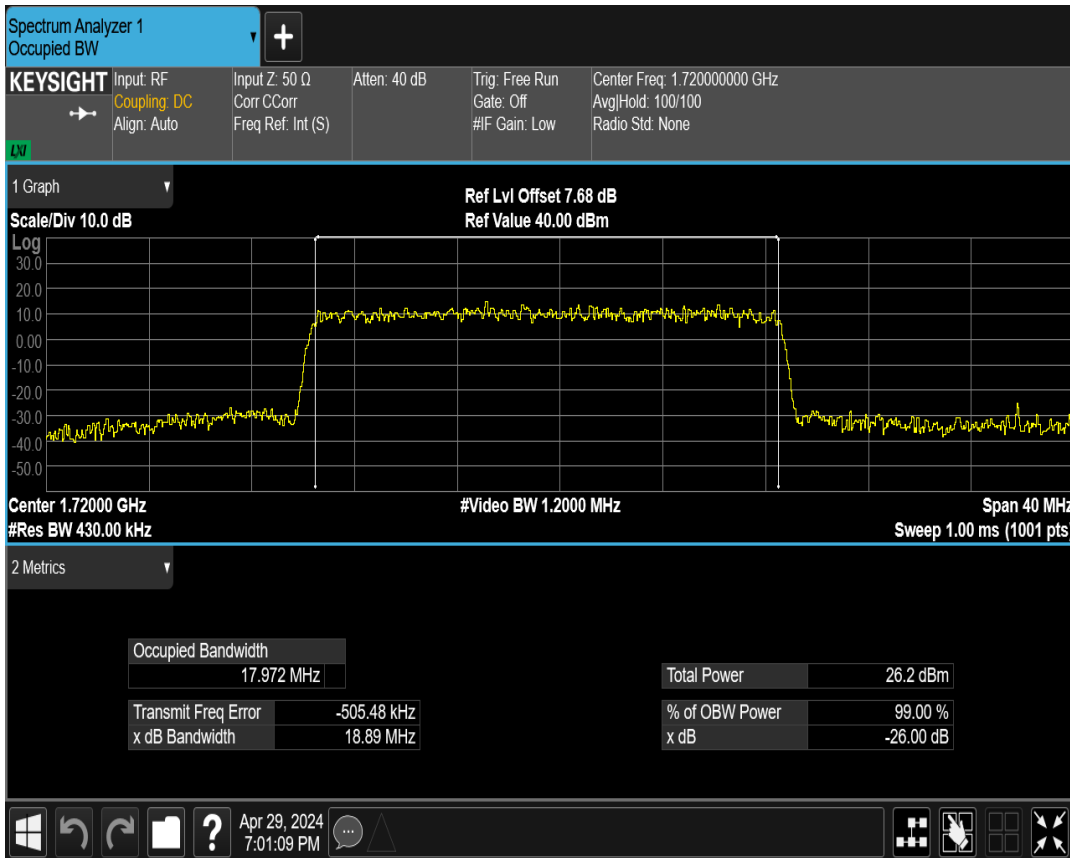 Spectrum Analyzer 1
Occupied BW
+
KEYSIGHT
LXI
Input: RF
Coupling: DC
Align: Auto
Input Z: 50 Ω
Corr CCorr
Freq Ref: Int (S)
Atten: 40 dB
Trig: Free Run
Gate: Off
#IF Gain: Low
Center Freq: 1.720000000 GHz
Avg|Hold: 100/100
Radio Std: None
1 Graph
Scale/Div 10.0 dB
Ref Lvl Offset 7.68 dB
Ref Value 40.00 dBm
Log
30.0
20.0
10.0
0.00
-10.0
-20.0
-30.0
-40.0
-50.0
Center 1.72000 GHz
#Video BW 1.2000 MHz
Span 40 MHz
#Res BW 430.00 kHz
Sweep 1.00 ms (1001 pts)
2 Metrics
Occupied Bandwidth
17.972 MHz
Total Power 26.2 dBm
Transmit Freq Error -505.48 kHz
% of OBW Power 99.00 %
x dB Bandwidth 18.89 MHz
x dB -26.00 dB
?
Apr 29, 2024
7:01:09 PM